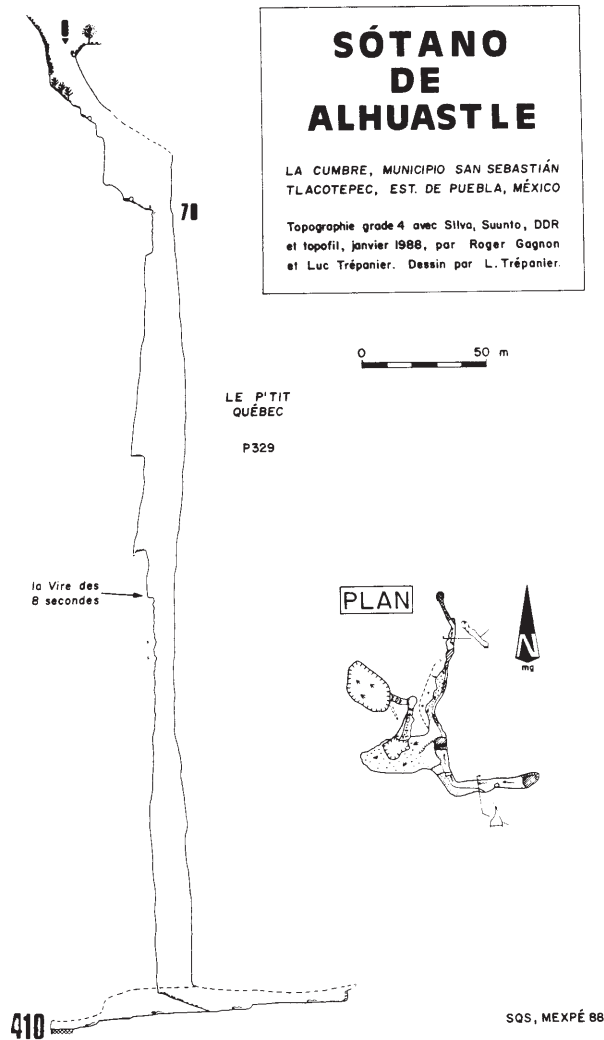 SÓTANO
DE
ALHUASTLE
LA CUMBRE, MUNICIPIO SAN SEBASTIÁN
TLACOTEPEC, EST. DE PUEBLA, MÉXICO
Topographie grade 4 avec Silva, Suunto, DDR
et topofil, janvier 1988, par Roger Gagnon
et Luc Trépanier. Dessin par L. Trépanier.
70
0 50 m
LE P'TIT
QUÉBEC
P329
la Vire des
8 secondes
PLAN
N
mg
410
SQS, MEXPÉ 88